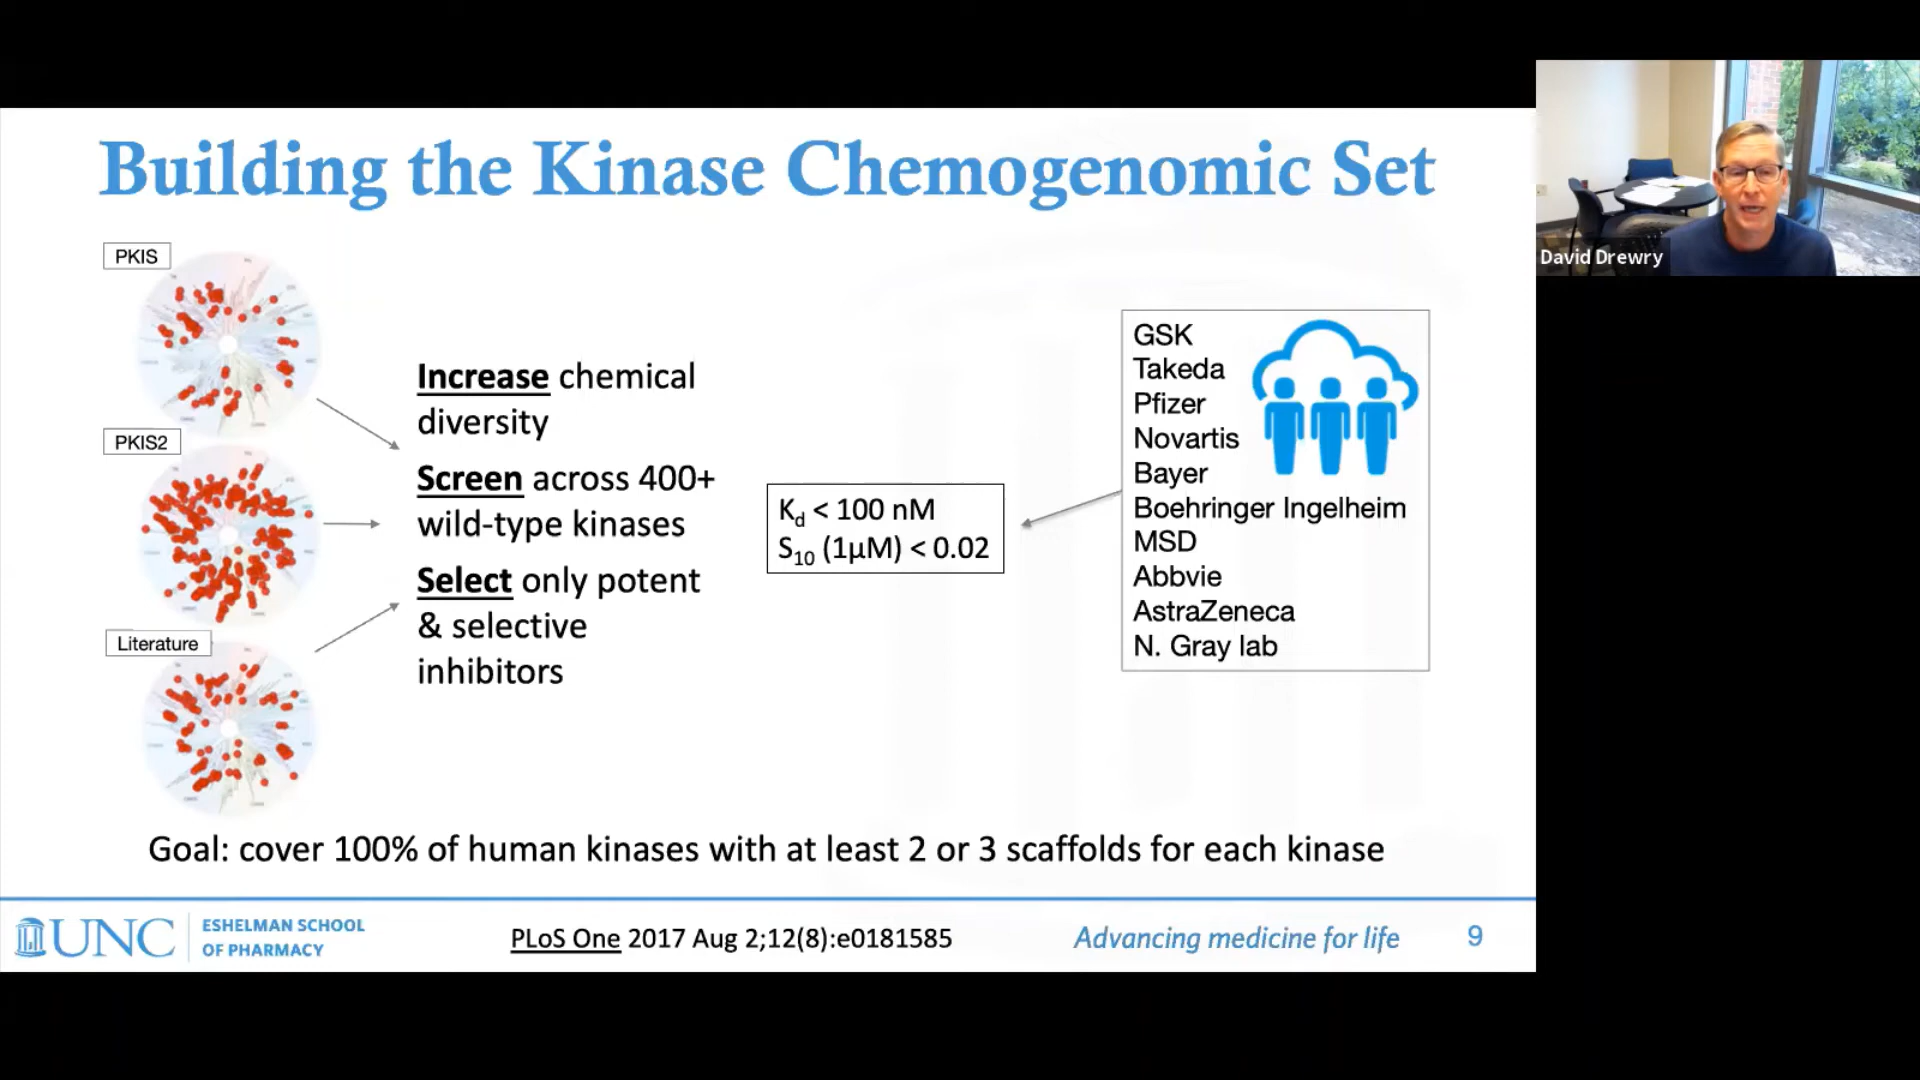 Building the Kinase Chemogenomic Set
PKIS
PKIS2
Literature
Increase chemical
diversity
Screen across 400+
wild-type kinases
Select only potent
& selective
inhibitors
Kd < 100 nM
S10 (1µM) < 0.02
GSK
Takeda
Pfizer
Novartis
Bayer
Boehringer Ingelheim
MSD
Abbvie
AstraZeneca
N. Gray lab
Goal: cover 100% of human kinases with at least 2 or 3 scaffolds for each kinase
UNC
ESHELMAN SCHOOL
OF PHARMACY
PLoS One 2017 Aug 2;12(8):e0181585
Advancing medicine for life
9
David Drewry